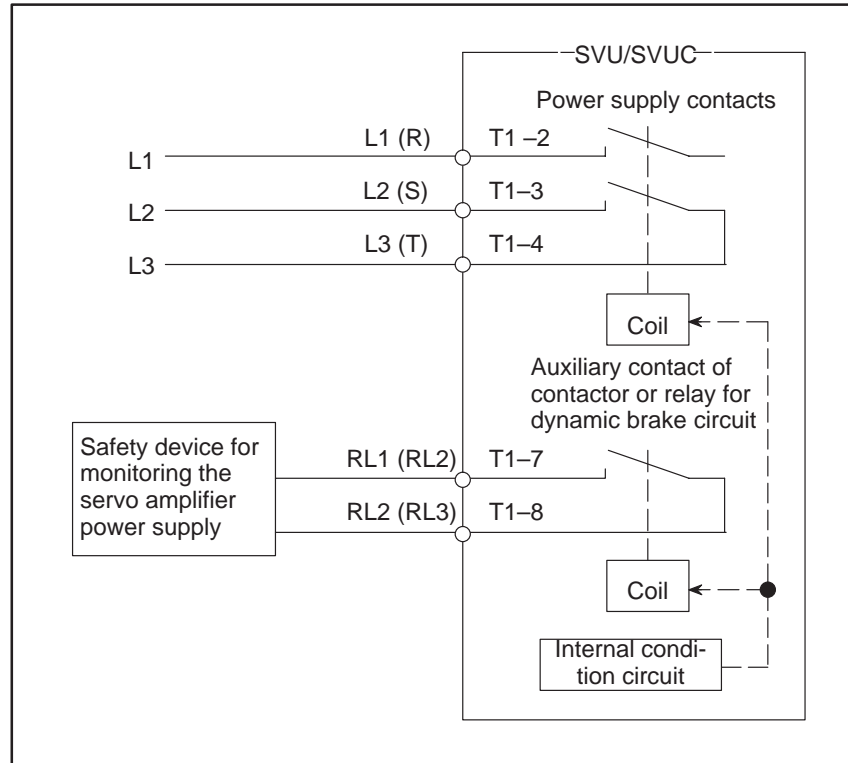 SVU/SVUC
Power supply contacts
L1 (R) T1 –2
L1
L2 (S) T1–3
L2
L3 (T) T1–4
L3
Coil
Auxiliary contact of
contactor or relay for
dynamic brake circuit
Safety device for
monitoring the
servo amplifier
power supply
RL1 (RL2) T1–7
RL2 (RL3) T1–8
Coil
Internal condi-
tion circuit